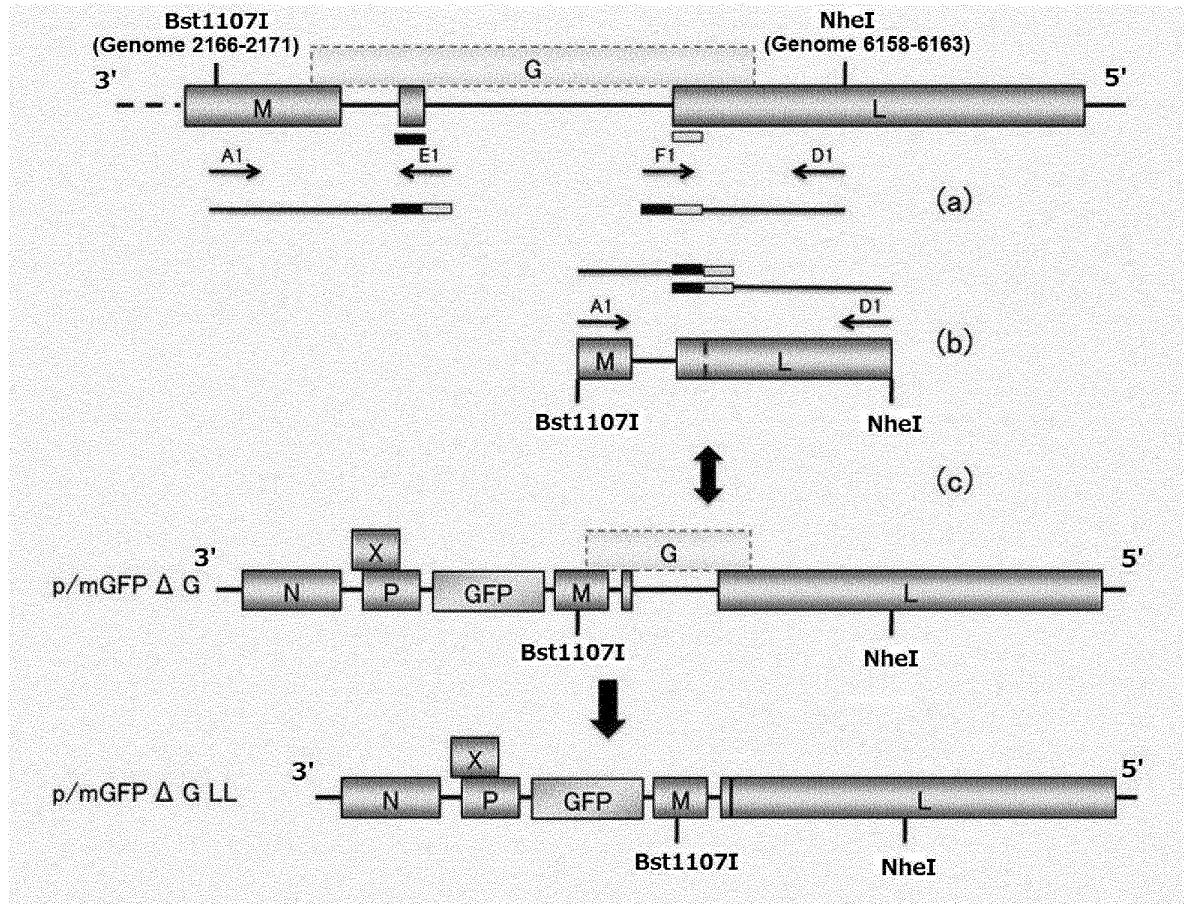 Bst1107I
(Genome 2166-2171)
NheI
(Genome 6158-6163)
3'
G
5'
M
L
A1
E1
F1
D1
(a)
A1
D1
(b)
M
L
Bst1107I
NheI
(c)
3'
X
G
5'
p/mGFP Δ G
N
P
GFP
M
L
Bst1107I
NheI
3'
X
5'
p/mGFP Δ G LL
N
P
GFP
M
L
Bst1107I
NheI